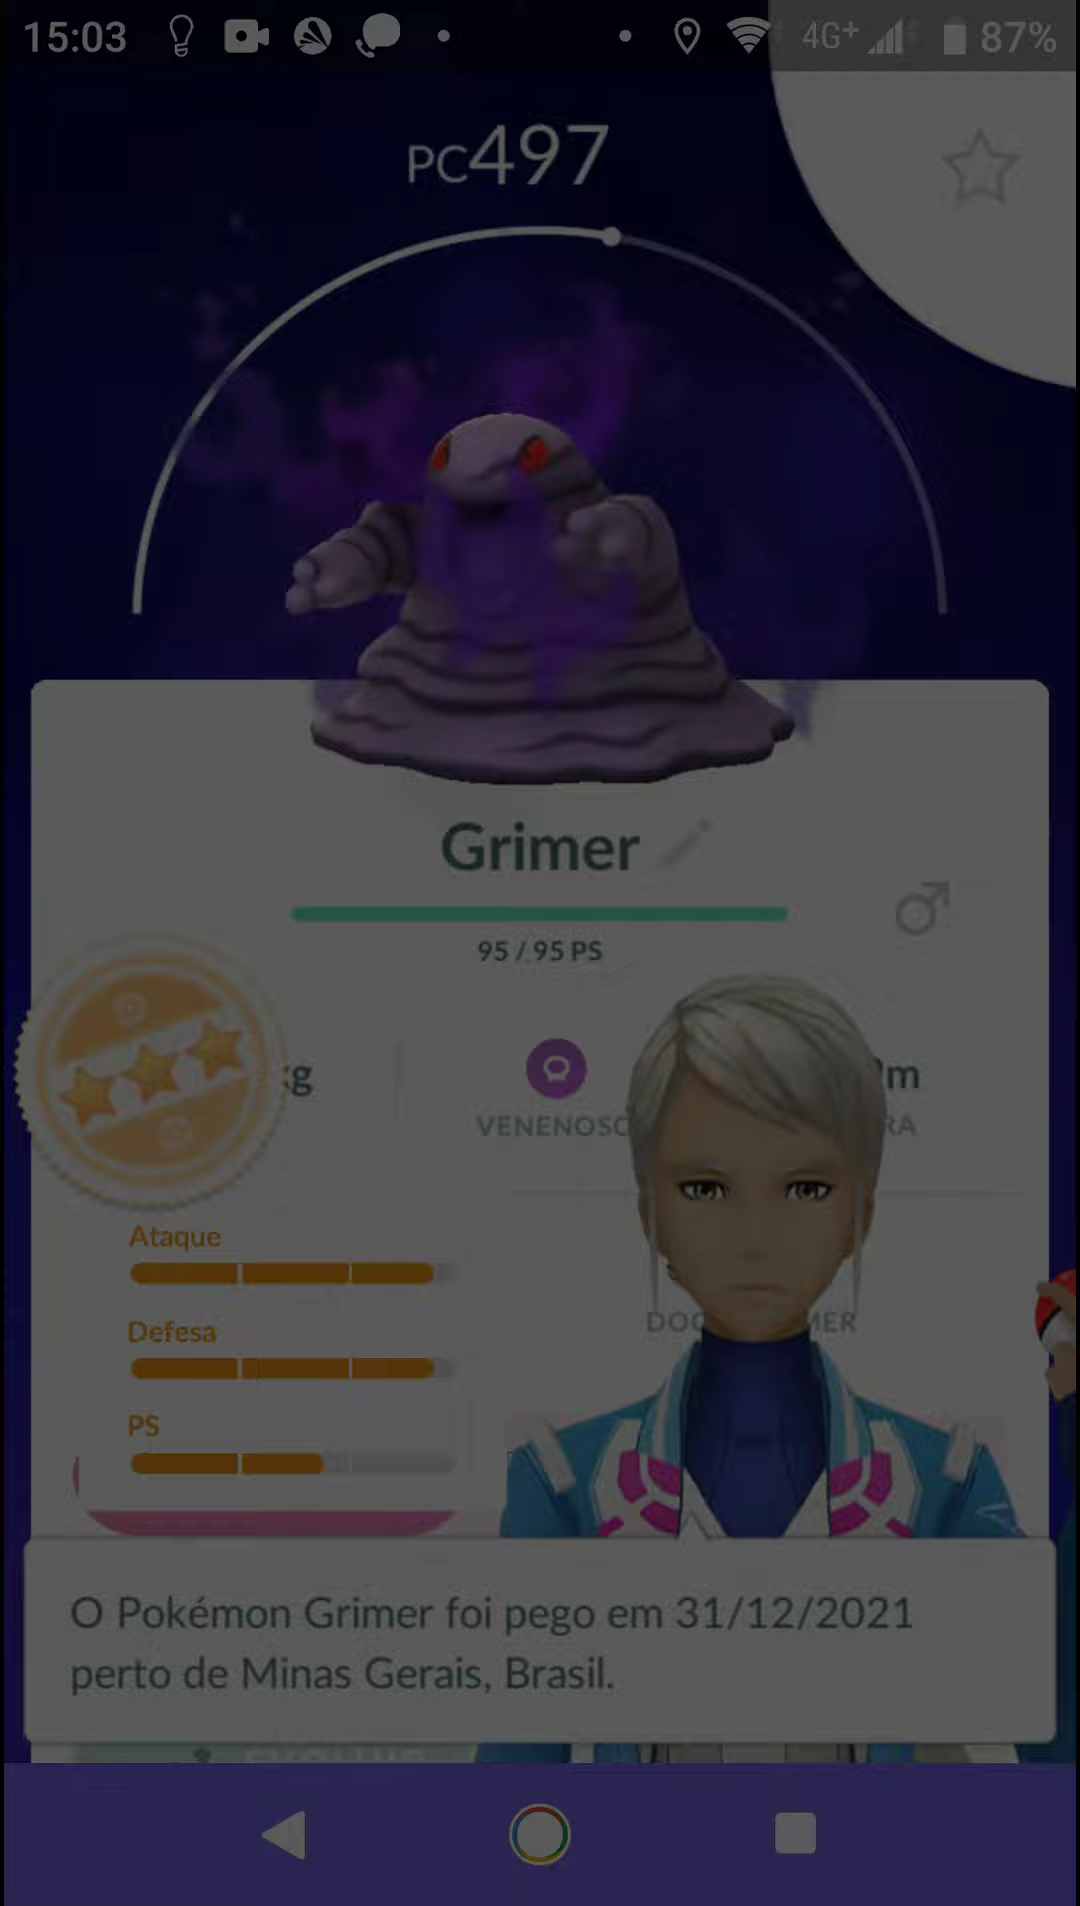 15:03
4G+
87%
PC497
Grimer
95 / 95 PS
VENENOSO
Ataque
Defesa
PS
O Pokémon Grimer foi pego em 31/12/2021
perto de Minas Gerais, Brasil.